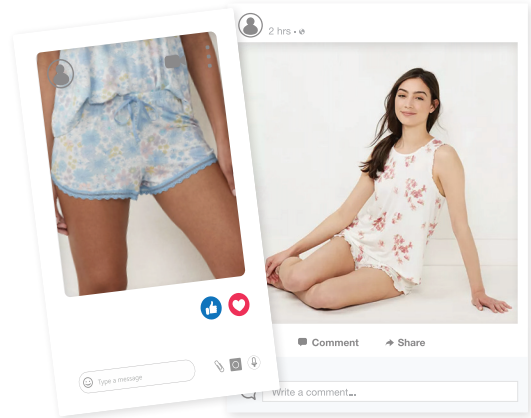 2 hrs •
Comment
Share
Type a message
Write a comment...